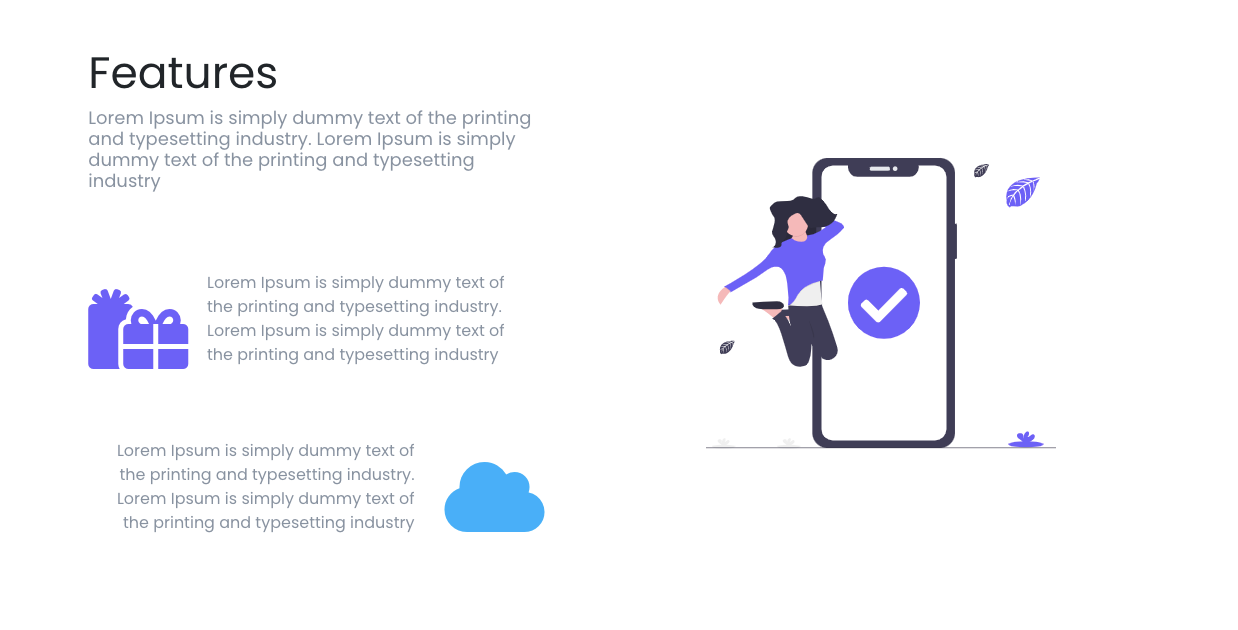 Features
Lorem Ipsum is simply dummy text of the printing
and typesetting industry. Lorem Ipsum is simply
dummy text of the printing and typesetting
industry
Lorem Ipsum is simply dummy text of
the printing and typesetting industry.
Lorem Ipsum is simply dummy text of
the printing and typesetting industry
Lorem Ipsum is simply dummy text of
the printing and typesetting industry.
Lorem Ipsum is simply dummy text of
the printing and typesetting industry